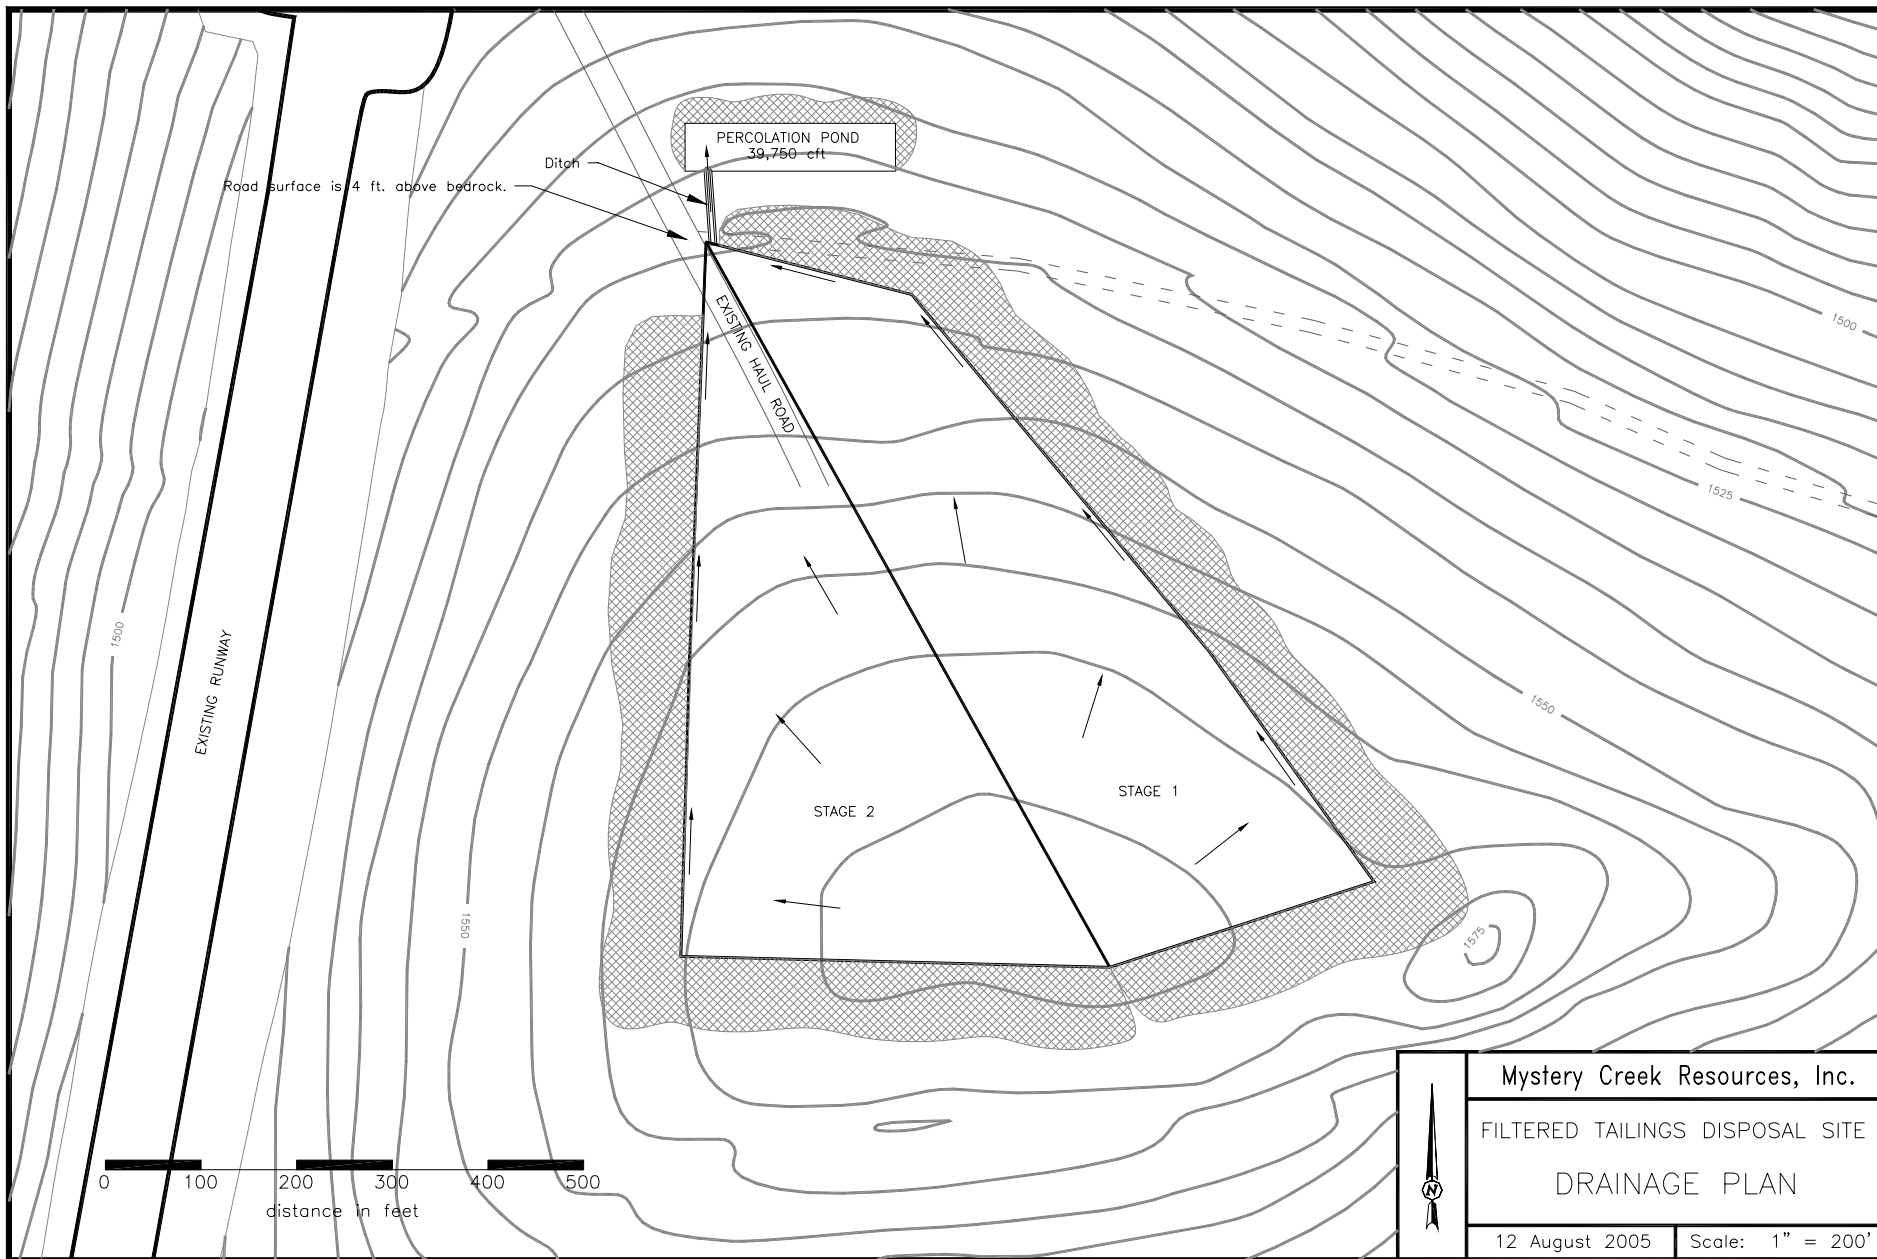 PERCOLATION POND
39,750 cft
Ditch
Road surface is 4 ft. above bedrock.
EXISTING HAUL ROAD
1500
1525
1500
EXISTING RUNWAY
1550
STAGE 1
STAGE 2
1550
1575
0 100 200 300 400 500
distance in feet
N
Mystery Creek Resources, Inc.
FILTERED TAILINGS DISPOSAL SITE
DRAINAGE PLAN
12 August 2005
Scale: 1" = 200'